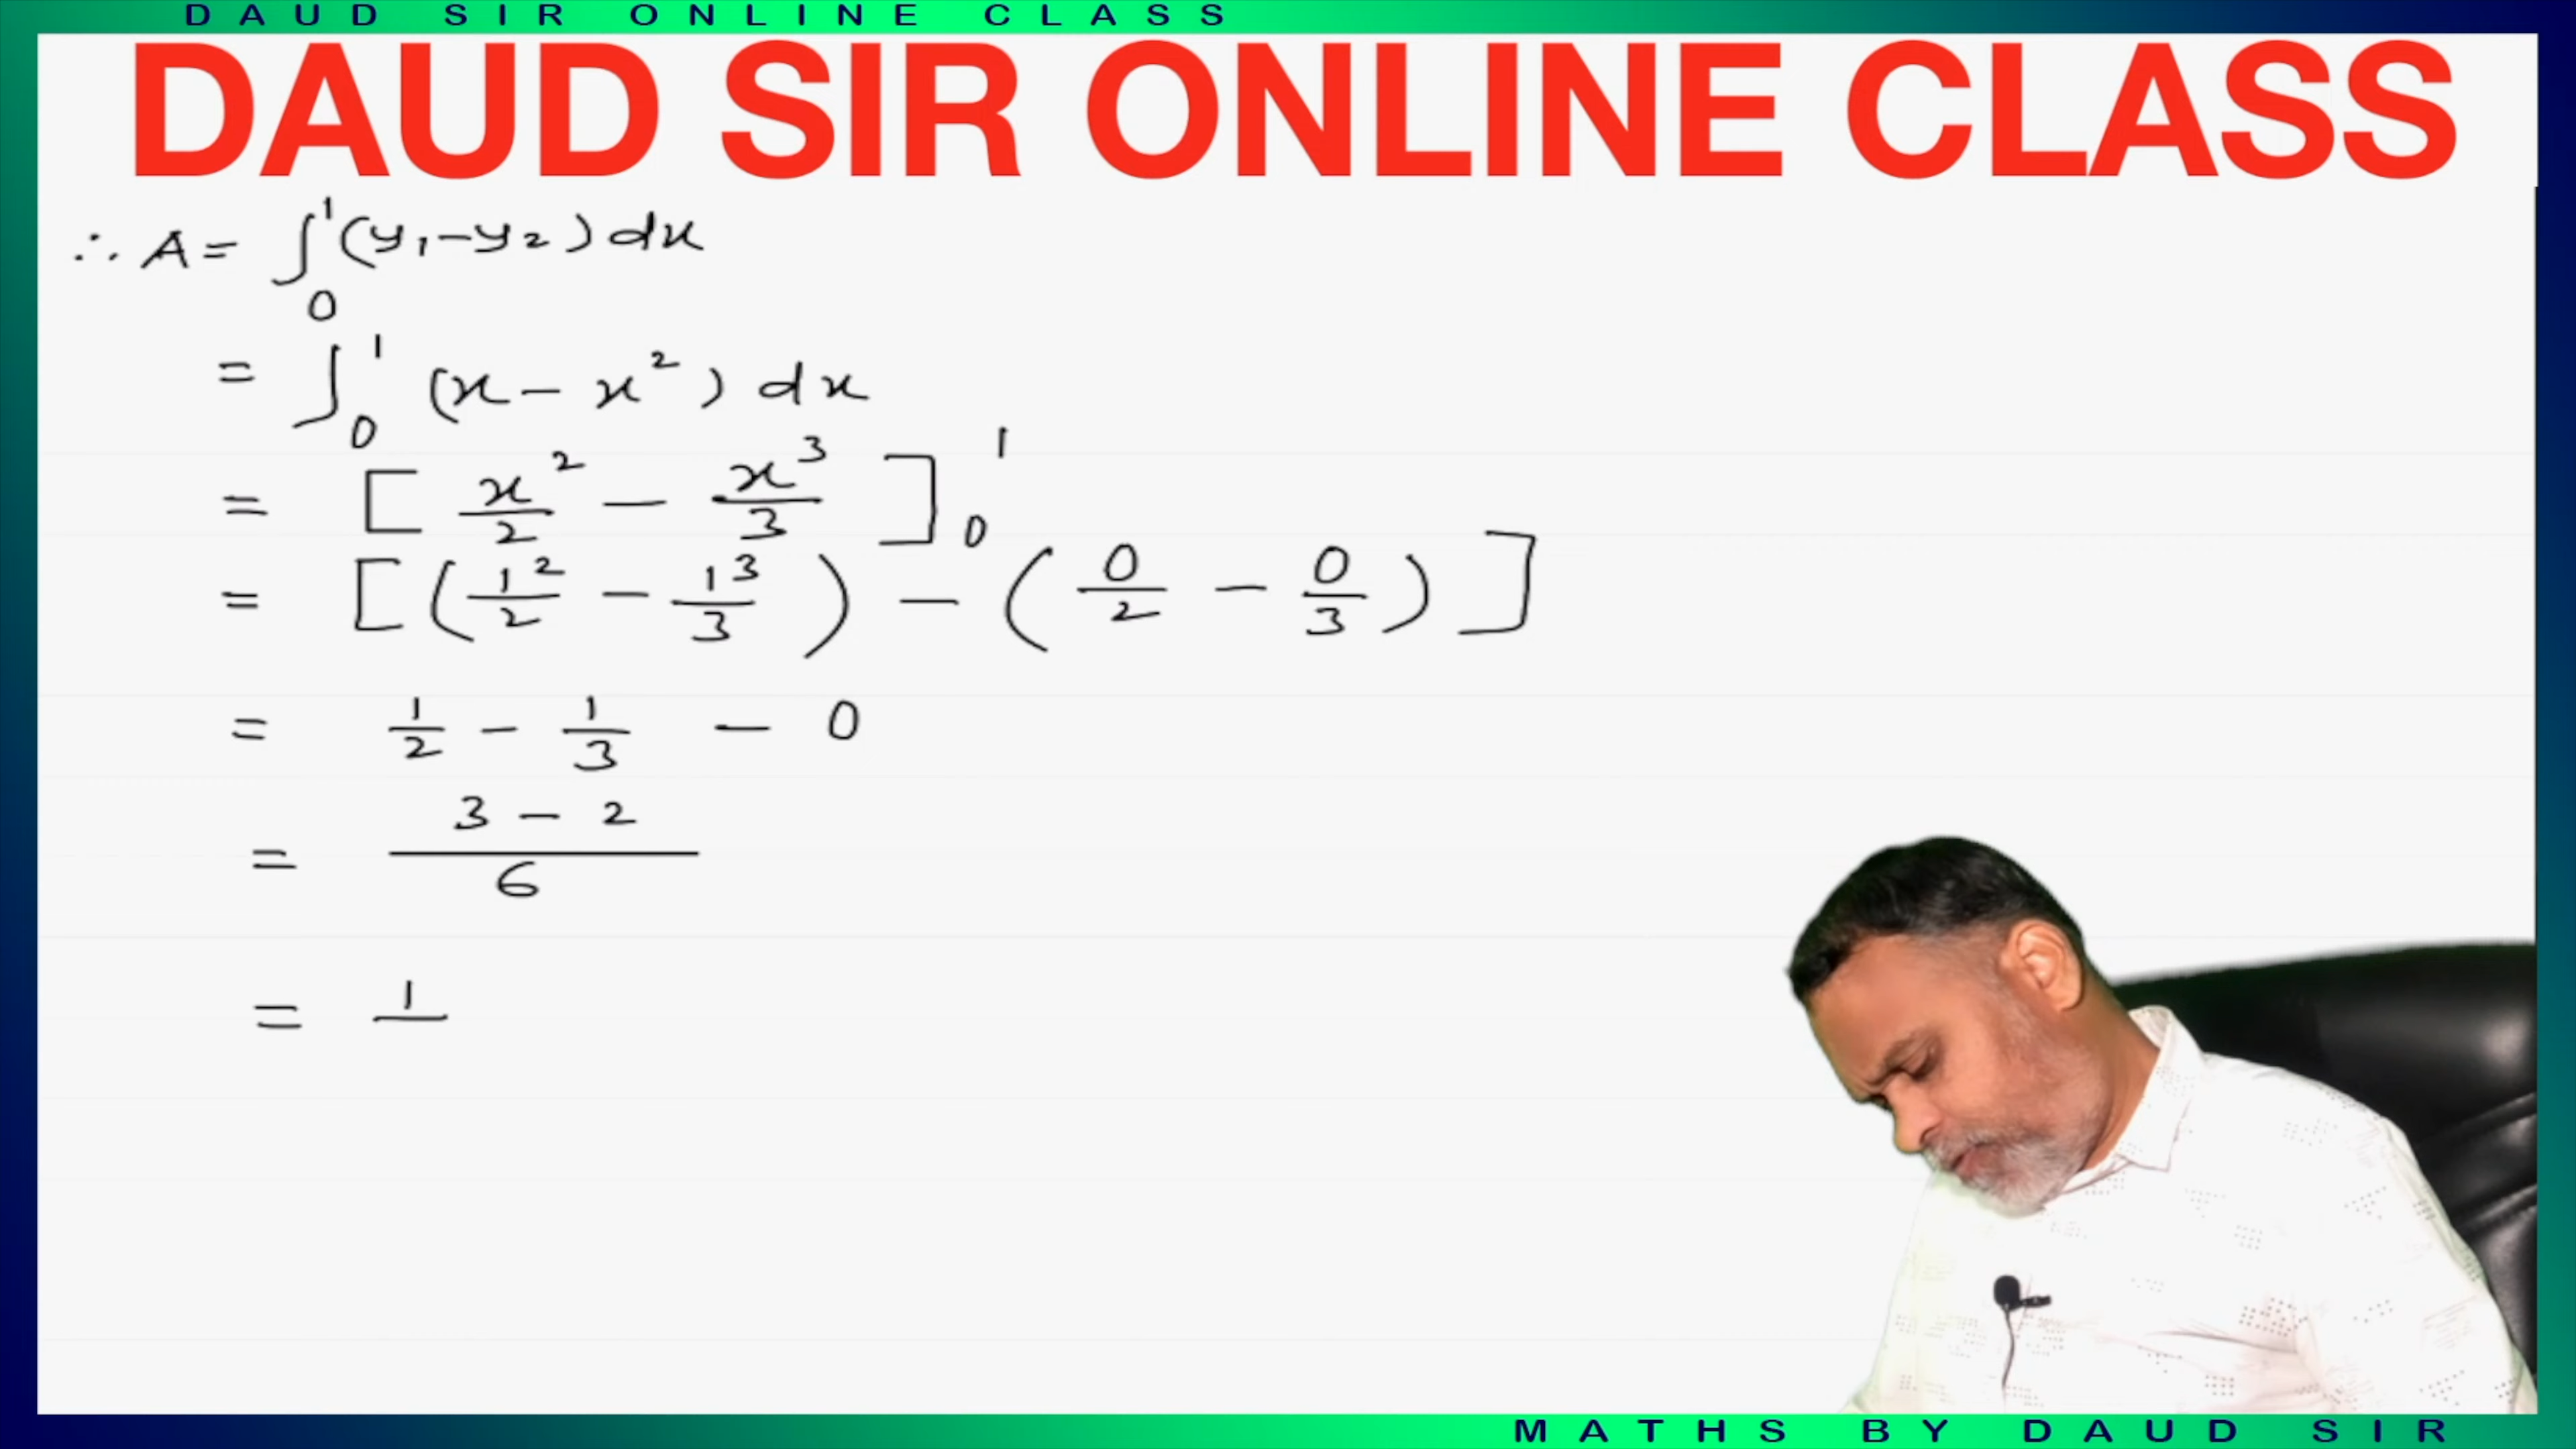 DAUD SIR ONLINE CLASS
DAUD SIR ONLINE CLASS
∴ A = ∫₀¹ (y₁ - y₂) dx
= ∫₀¹ (x - x²) dx
= [x²/2 - x³/3]₀¹
= [(1²/2 - 1³/3) - (0/2 - 0/3)]
= 1/2 - 1/3 - 0
= (3 - 2)/6
= 1/
MATHS BY DAUD SIR